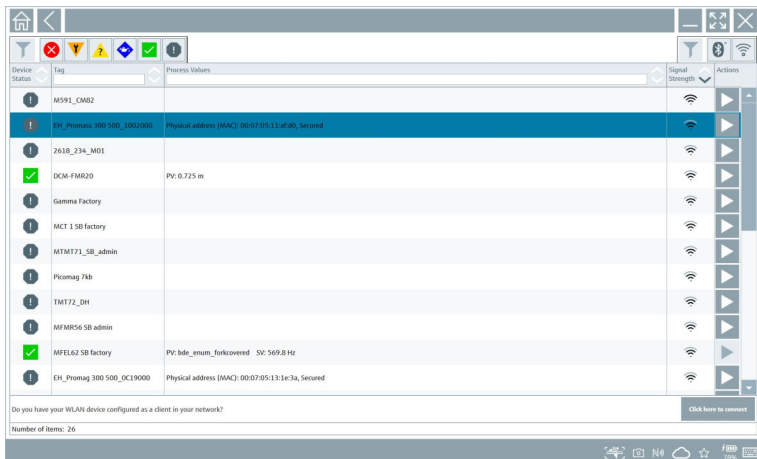 Device Status
Tag
Process Values
Signal Strength
Actions
M591_CM82
EH_Promass 300 500_1002000 Physical address (MAC): 00:07:05:11:af:d0, Secured
2618_234_M01
DCM-FMR20 PV: 0.725 m
Gamma Factory
MCT 1 SB factory
MTMT71_SB_admin
Picomag 7kb
TMT72_DH
MFMR56 SB admin
MFEL62 SB factory PV: bde_enum_forkcovered SV: 569.8 Hz
EH_Promag 300 500_0C19000 Physical address (MAC): 00:07:05:13:1e:3a, Secured
Do you have your WLAN device configured as a client in your network? Click here to connect
Number of items: 26